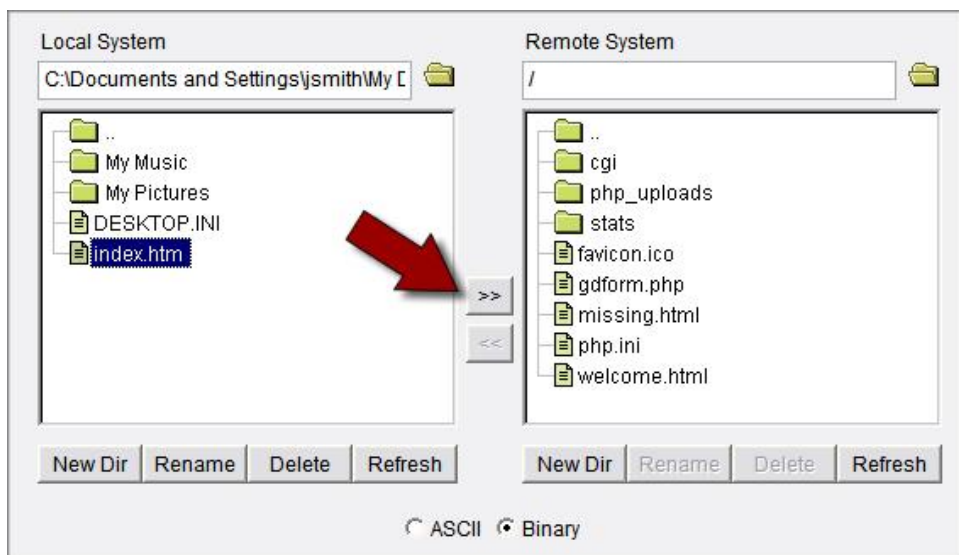 Local System
Remote System
C:\Documents and Settings\jsmith\My D
/
..
My Music
My Pictures
DESKTOP.INI
index.htm
>>
<<
..
cgi
php_uploads
stats
favicon.ico
gdform.php
missing.html
php.ini
welcome.html
New Dir Rename Delete Refresh
New Dir Rename Delete Refresh
ASCII Binary